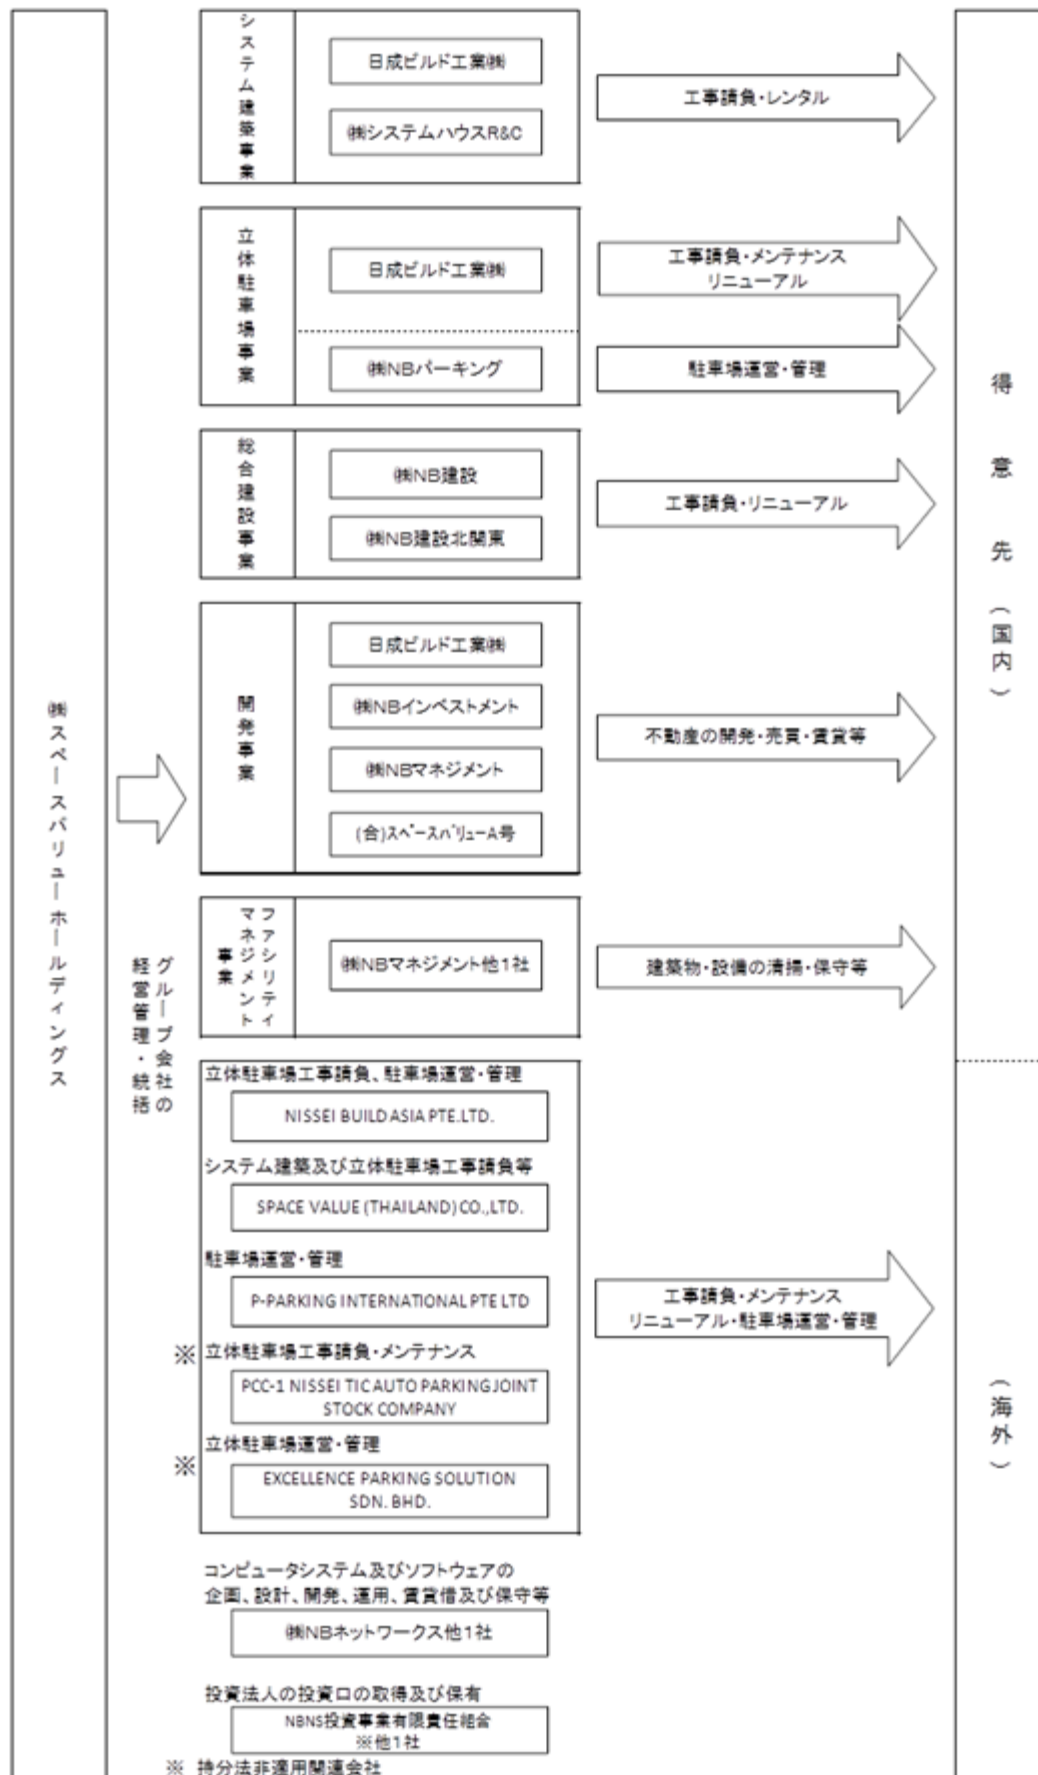 ㈱スペースバリューホールディングス
グループ会社の
経営管理・統括
システム建築事業
日成ビルド工業㈱
㈱システムハウスR&C
工事請負・レンタル
立体駐車場事業
日成ビルド工業㈱
工事請負・メンテナンス
リニューアル
㈱NBパーキング
駐車場運営・管理
総合建設事業
㈱NB建設
㈱NB建設北関東
工事請負・リニューアル
開発事業
日成ビルド工業㈱
㈱NBインベストメント
㈱NBマネジメント
(合)スペースバリューA号
不動産の開発・売買・賃貸等
ファシリティ
マネジメント
事業
㈱NBマネジメント他1社
建築物・設備の清掃・保守等
立体駐車場工事請負、駐車場運営・管理
NISSEI BUILD ASIA PTE.LTD.
システム建築及び立体駐車場工事請負等
SPACE VALUE (THAILAND) CO.,LTD.
駐車場運営・管理
P-PARKING INTERNATIONAL PTE LTD
※ 立体駐車場工事請負・メンテナンス
PCC-1 NISSEI TIC AUTO PARKING JOINT
STOCK COMPANY
立体駐車場運営・管理
※
EXCELLENCE PARKING SOLUTION
SDN. BHD.
工事請負・メンテナンス
リニューアル・駐車場運営・管理
コンピュータシステム及びソフトウェアの
企画、設計、開発、運用、賃貸借及び保守等
㈱NBネットワークス他1社
投資法人の投資口の取得及び保有
NBNS投資事業有限責任組合
※他1社
※ 持分法非適用関連会社
得意先(国内)
(海外)